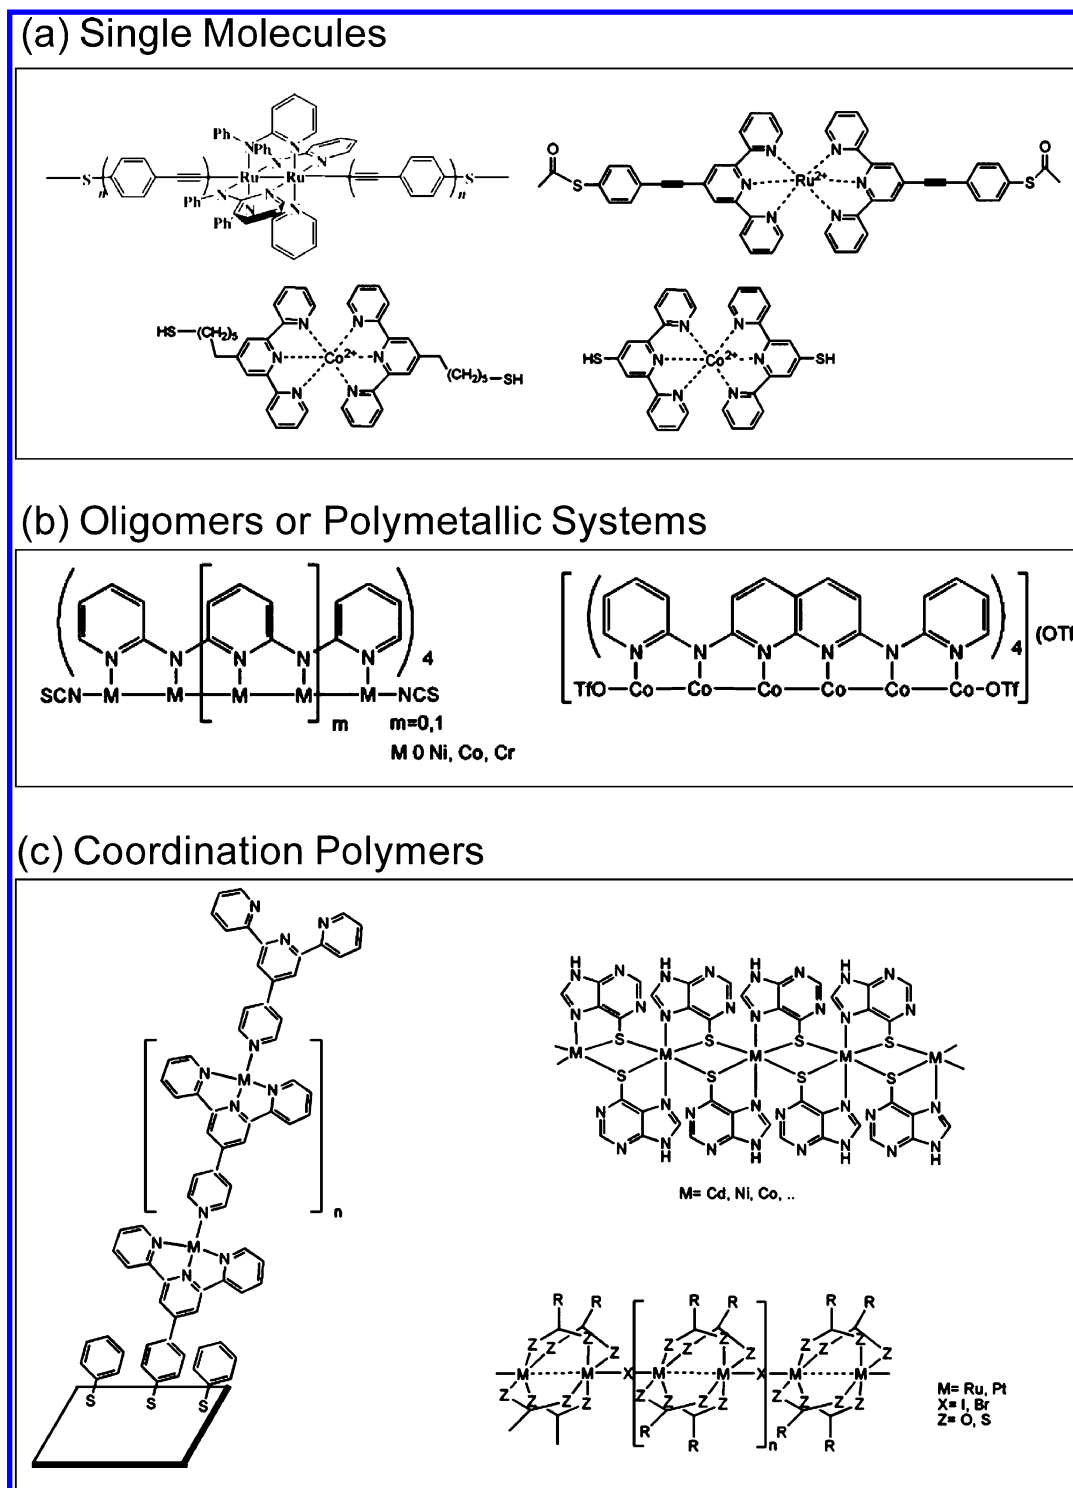 (a) Single Molecules
Ph
N
N
Ph
N
N
N
S
n
Ru
Ru
n
S
Ph
N
N
Ph
N
N
O
S
N
N
N
Ru2+
N
N
N
S
O
HS
(CH2)5
N
N
N
Co2+
N
N
N
(CH2)5
SH
HS
N
N
N
Co2+
N
N
N
SH
(b) Oligomers or Polymetallic Systems
N N N N N
4
SCN M M M M M NCS
m m=0,1
M 0 Ni, Co, Cr
N N N N N N
4
(OTf
TfO Co Co Co Co Co Co OTf
(c) Coordination Polymers
N
N
N
N
M
N
N
N
n
N
M
N
N
N
S
S
S
H H H H
N N N N N N N N
N N N N N N N N
S S S S
M M M M M
S S S S
N N N N N N N N
N N N N N N N N
H H H H
M= Cd, Ni, Co, ..
R R R R R R
Z Z Z Z Z Z
Z Z Z Z Z Z
M M X M M X M M
Z Z Z Z Z Z
Z Z Z Z Z Z
R R R R
n
M= Ru, Pt
X= I, Br
Z= O, S